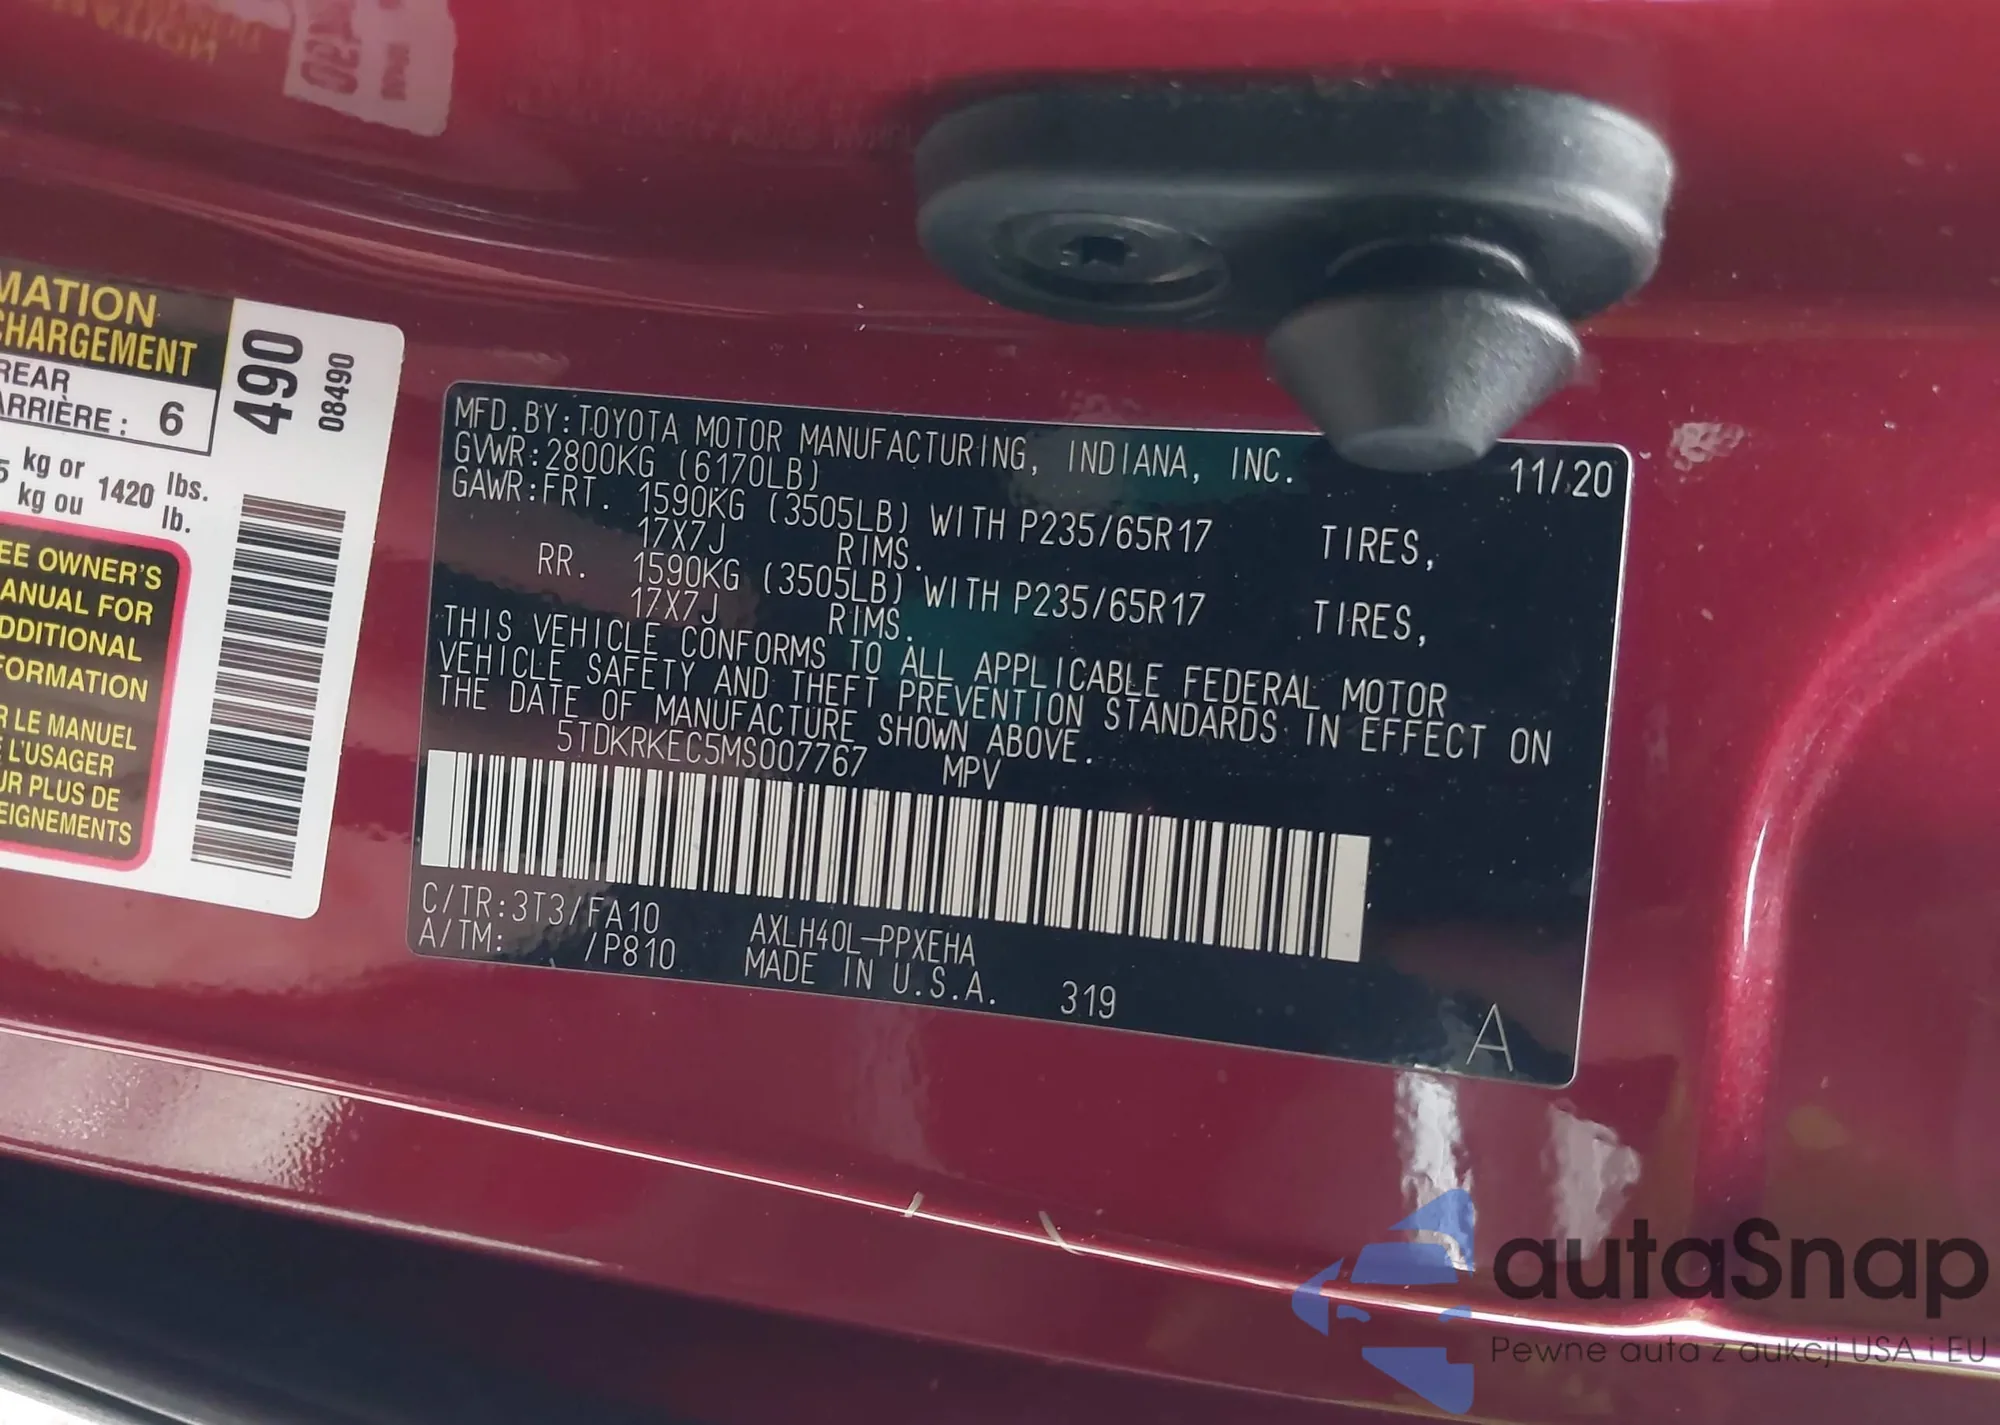 MATION
CHARGEMENT
REAR
ARRIÈRE : 6
kg or 1420 lbs.
kg ou lb.
EE OWNER'S
ANUAL FOR
DDITIONAL
FORMATION
R LE MANUEL
L'USAGER
UR PLUS DE
EIGNEMENTS
490
08490
MFD.BY:TOYOTA MOTOR MANUFACTURING, INDIANA, INC. 11/20
GVWR:2800KG (6170LB)
GAWR:FRT. 1590KG (3505LB) WITH P235/65R17 TIRES,
17X7J RIMS.
RR. 1590KG (3505LB) WITH P235/65R17 TIRES,
17X7J RIMS.
THIS VEHICLE CONFORMS TO ALL APPLICABLE FEDERAL MOTOR
VEHICLE SAFETY AND THEFT PREVENTION STANDARDS IN EFFECT ON
THE DATE OF MANUFACTURE SHOWN ABOVE.
5TDKRKEC5MS007767 MPV
C/TR:3T3/FA10 AXLH40L-PPXEHA
A/TM: /P810 MADE IN U.S.A. 319
A
autaSnap
Pewne auta z aukcji USA i EU